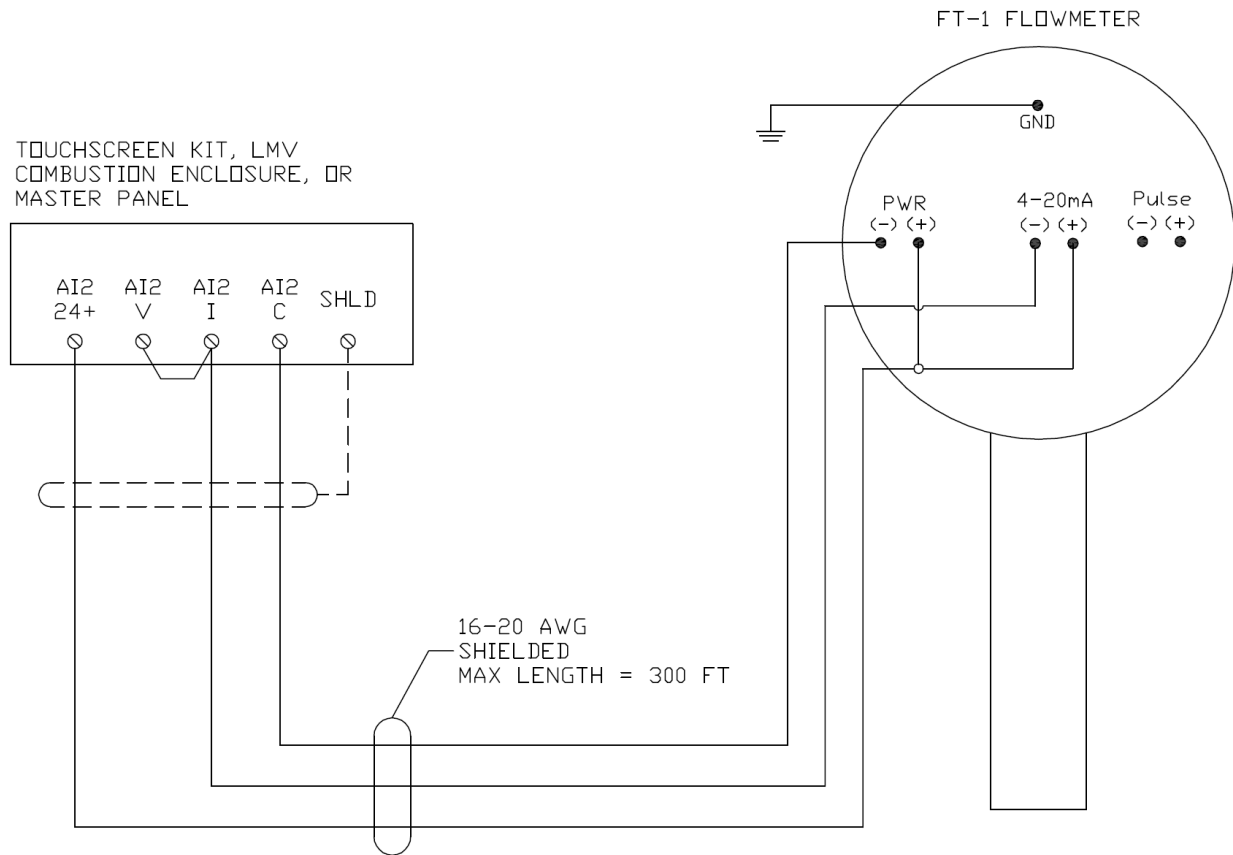 FT-1 FLOWMETER
GND
TOUCHSCREEN KIT, LMV
COMBUSTION ENCLOSURE, OR
MASTER PANEL
PWR 4-20mA Pulse
(-) (+) (-) (+) (-) (+)
AI2 AI2 AI2 AI2 SHLD
24+ V I C
16-20 AWG
SHIELDED
MAX LENGTH = 300 FT